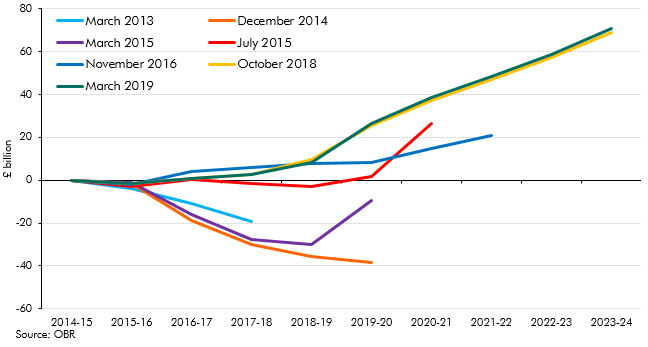 80
60
40
20
0
-20
-40
-60
£ billion
March 2013
December 2014
March 2015
July 2015
November 2016
October 2018
March 2019
2014-15 2015-16 2016-17 2017-18 2018-19 2019-20 2020-21 2021-22 2022-23 2023-24
Source: OBR